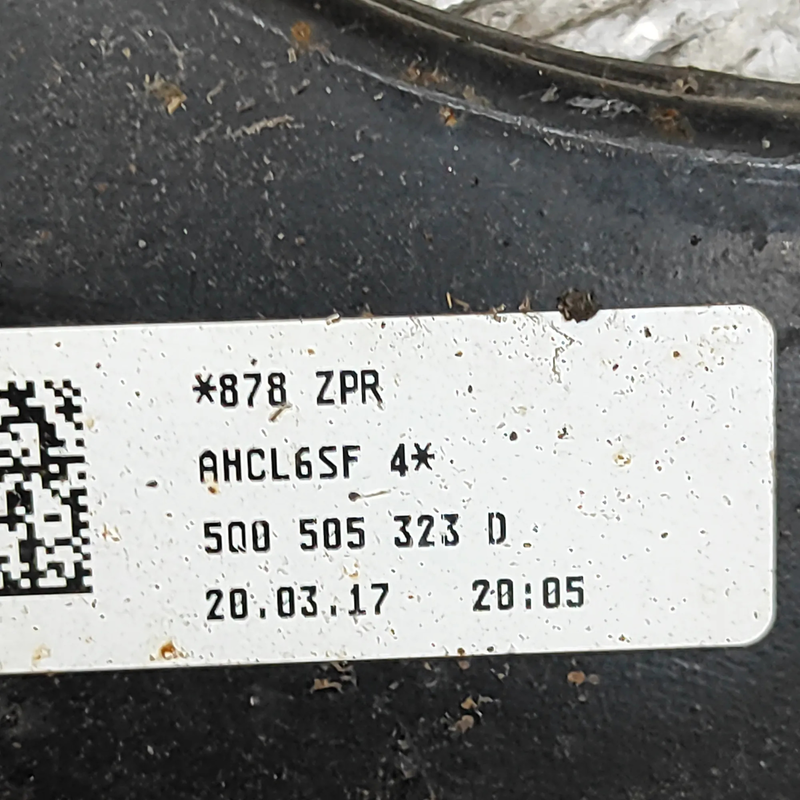 *878 ZPR
AHCL6SF 4*
5Q0 505 323 D
20.03.17 20:05